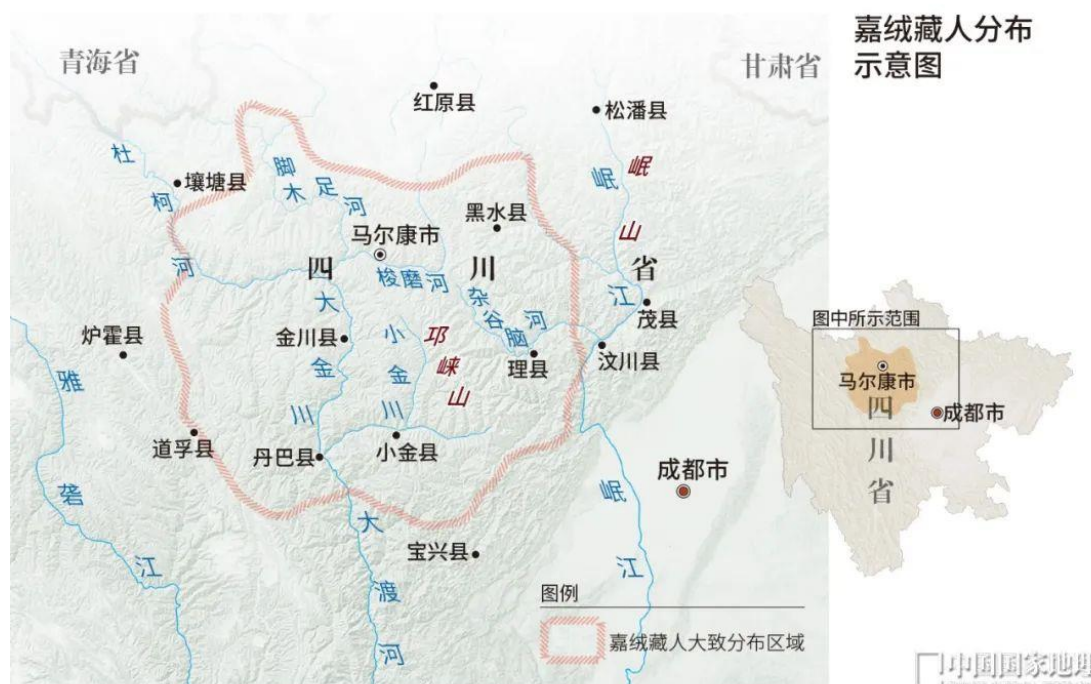 嘉绒藏人分布
示意图
青海省
甘肃省
红原县
松潘县
杜柯河
壤塘县
脚木足河
岷山
岷江
黑水县
马尔康市
四川省
梭磨河
大金川
杂谷脑河
茂县
炉霍县
金川县
小金川
邛崃山
理县
汶川县
雅砻江
道孚县
丹巴县
小金县
成都市
岷江
大渡河
宝兴县
图例
嘉绒藏人大致分布区域
图中所示范围
马尔康市
成都市
四川省
中国国家地理